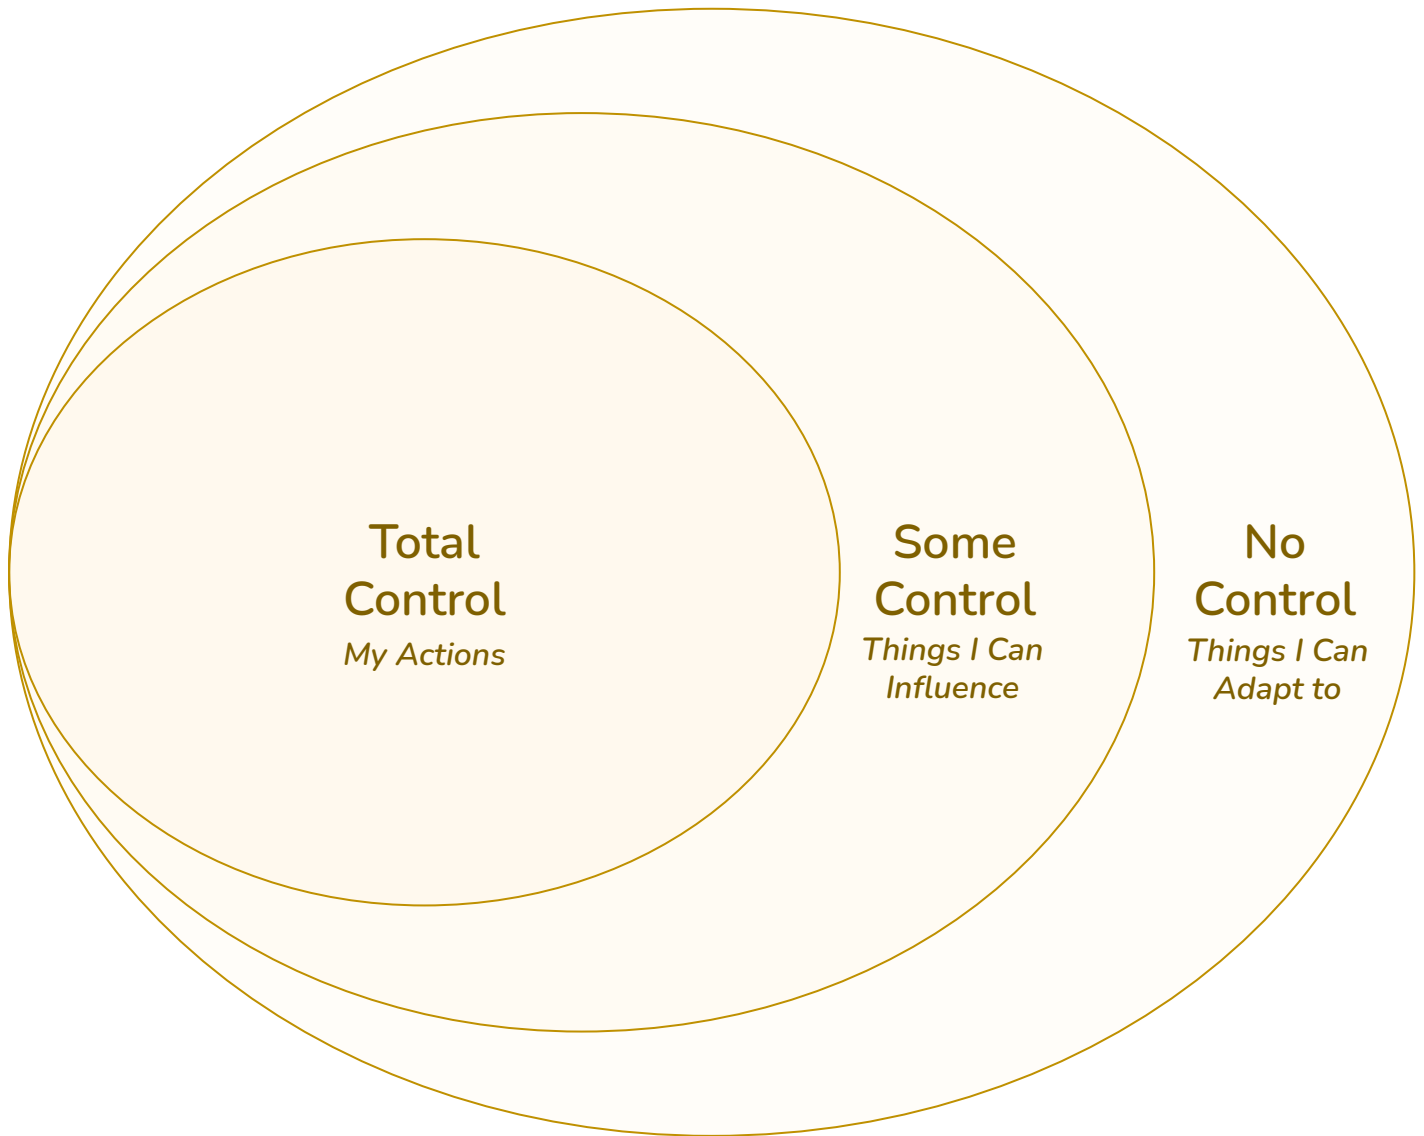 Total
Control
My Actions
Some
Control
Things I Can
Influence
No
Control
Things I Can
Adapt to